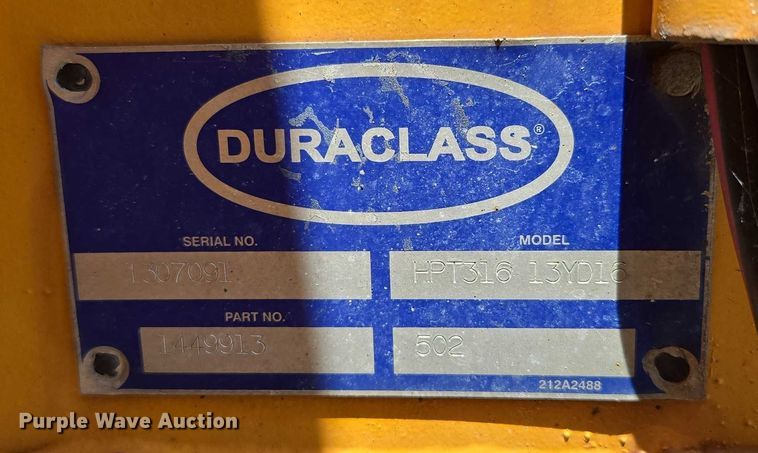 DURACLASS®
SERIAL NO.
1307091
MODEL
HPT316 13YD16
PART NO.
1449913
502
212A2488
Purple Wave Auction